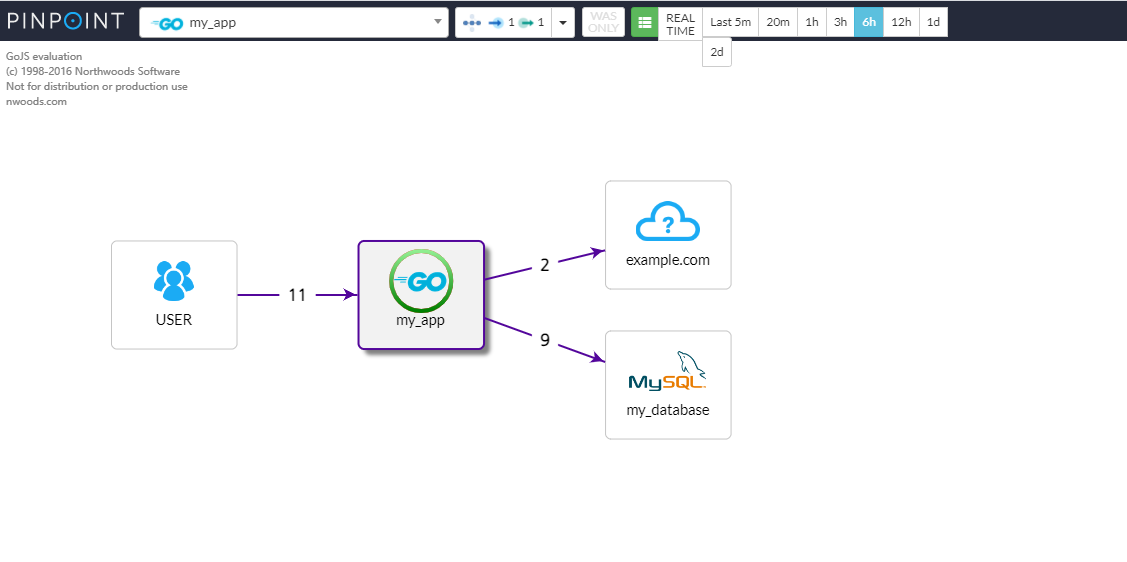 PINPOINT
GO my_app
1 1
WAS ONLY
REAL TIME
Last 5m 20m 1h 3h 6h 12h 1d
2d
GoJS evaluation
(c) 1998-2016 Northwoods Software
Not for distribution or production use
nwoods.com
?
example.com
2
GO
my_app
11
USER
9
MySQL
my_database